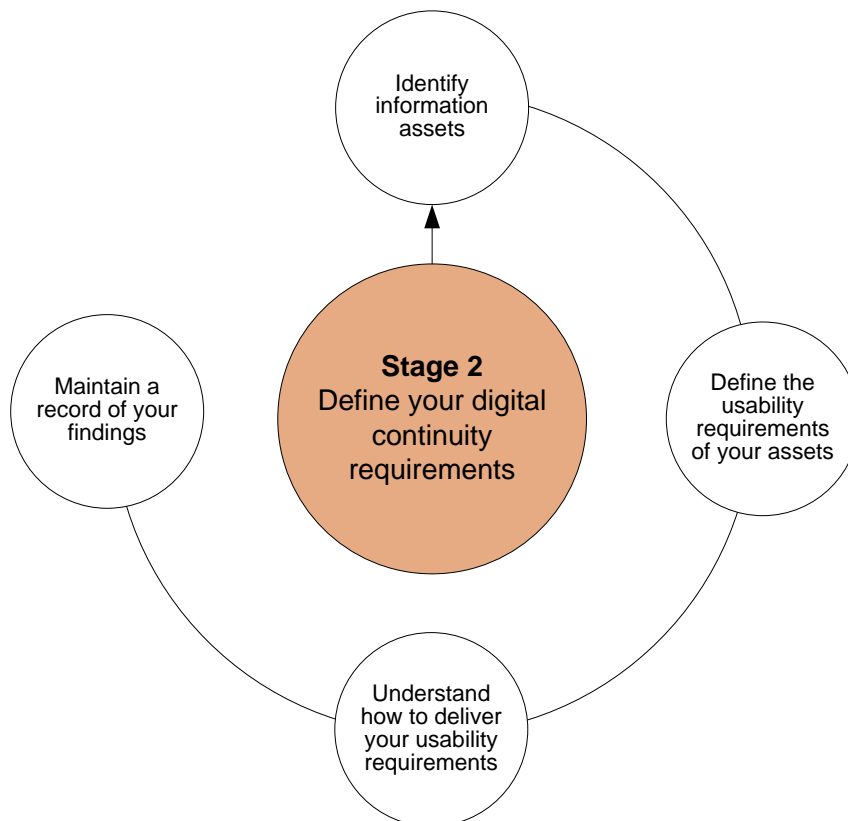 Identify
information
assets
Stage 2
Define your digital
continuity
requirements
Define the
usability
requirements
of your assets
Understand
how to deliver
your usability
requirements
Maintain a
record of your
findings